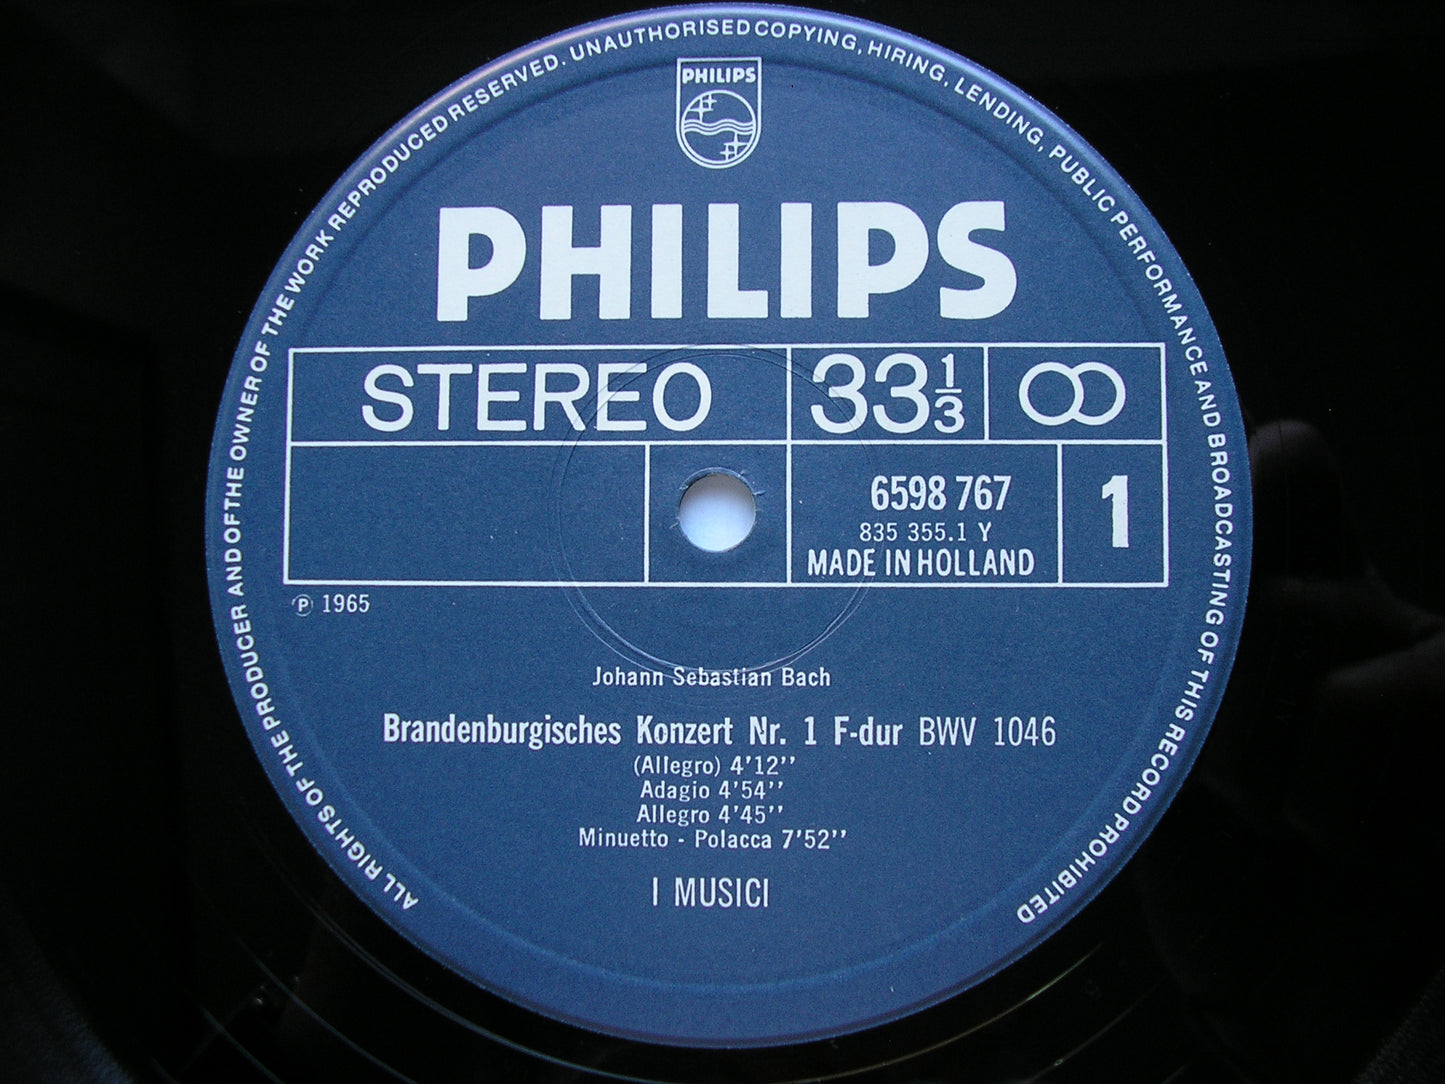 ALL RIGHTS OF THE PRODUCER AND OF THE OWNER OF THE WORK REPRODUCED RESERVED. UNAUTHORISED COPYING, HIRING, LENDING, PUBLIC PERFORMANCE AND BROADCASTING OF THIS RECORD PROHIBITED
PHILIPS
PHILIPS
STEREO 33 1/3
6598 767 1
835 355.1 Y
MADE IN HOLLAND
℗ 1965
Johann Sebastian Bach
Brandenburgisches Konzert Nr. 1 F-dur BWV 1046
(Allegro) 4'12''
Adagio 4'54''
Allegro 4'45''
Minuetto - Polacca 7'52''
I MUSICI